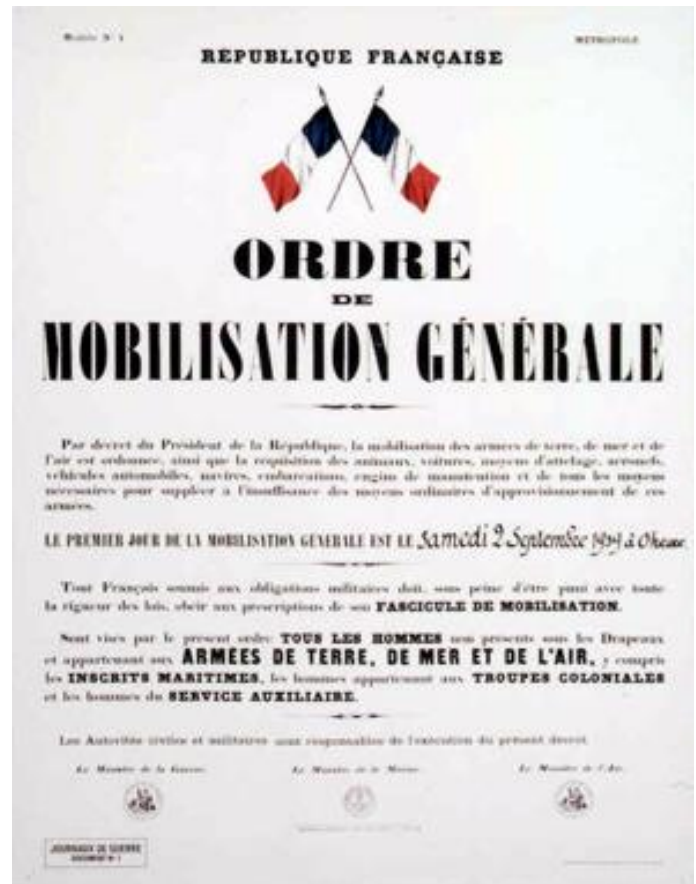 Modèle N° 1
METROPOLE
RÉPUBLIQUE FRANÇAISE
ORDRE
DE
MOBILISATION GÉNÉRALE
Par décret du Président de la République, la mobilisation des armées de terre, de mer et de
l'air est ordonnée, ainsi que la réquisition des animaux, voitures, moyens d'attelage, aéronefs,
véhicules automobiles, navires, embarcations, engins de manutention et de tous les moyens
nécessaires pour suppléer à l'insuffisance des moyens ordinaires d'approvisionnement de ces
armées.
LE PREMIER JOUR DE LA MOBILISATION GÉNÉRALE EST LE Samedi 2 Septembre 1939 à 0 heure
Tout Français soumis aux obligations militaires doit, sous peine d'être puni avec toute
la rigueur des lois, obéir aux prescriptions de son FASCICULE DE MOBILISATION.
Sont visés par le présent ordre TOUS LES HOMMES non présents sous les Drapeaux
et appartenant aux ARMÉES DE TERRE, DE MER ET DE L'AIR, y compris
les INSCRITS MARITIMES, les hommes appartenant aux TROUPES COLONIALES
et les hommes du SERVICE AUXILIAIRE.
Les Autorités civiles et militaires sont responsables de l'exécution du présent décret.
Le Ministre de la Guerre.
Le Ministre de la Marine.
Le Ministre de l'Air.
JOURNAUX DE GUERRE
DOCUMENT N° 1